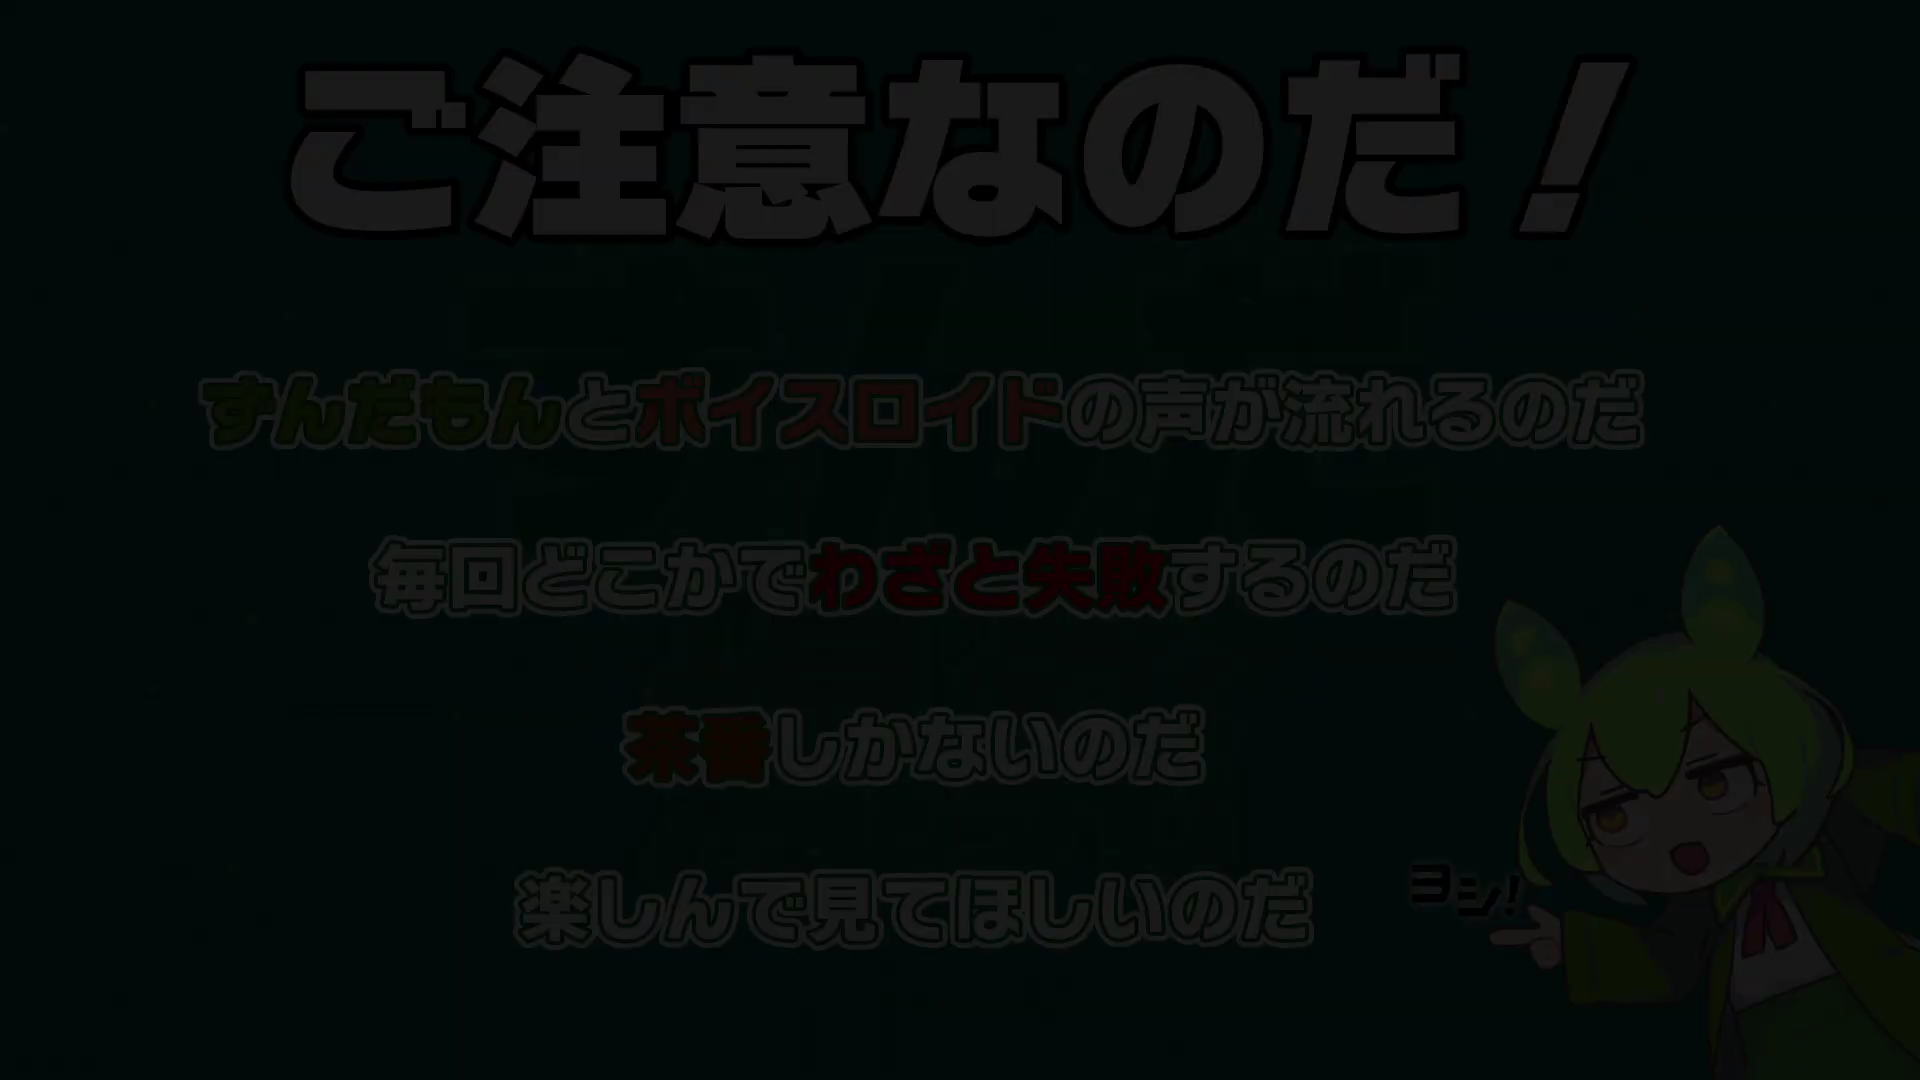 ご注意なのだ！
ずんだもんとボイスロイドの声が流れるのだ
毎回どこかでわざと失敗するのだ
茶番しかないのだ
楽しんで見てほしいのだ
ヨシ!